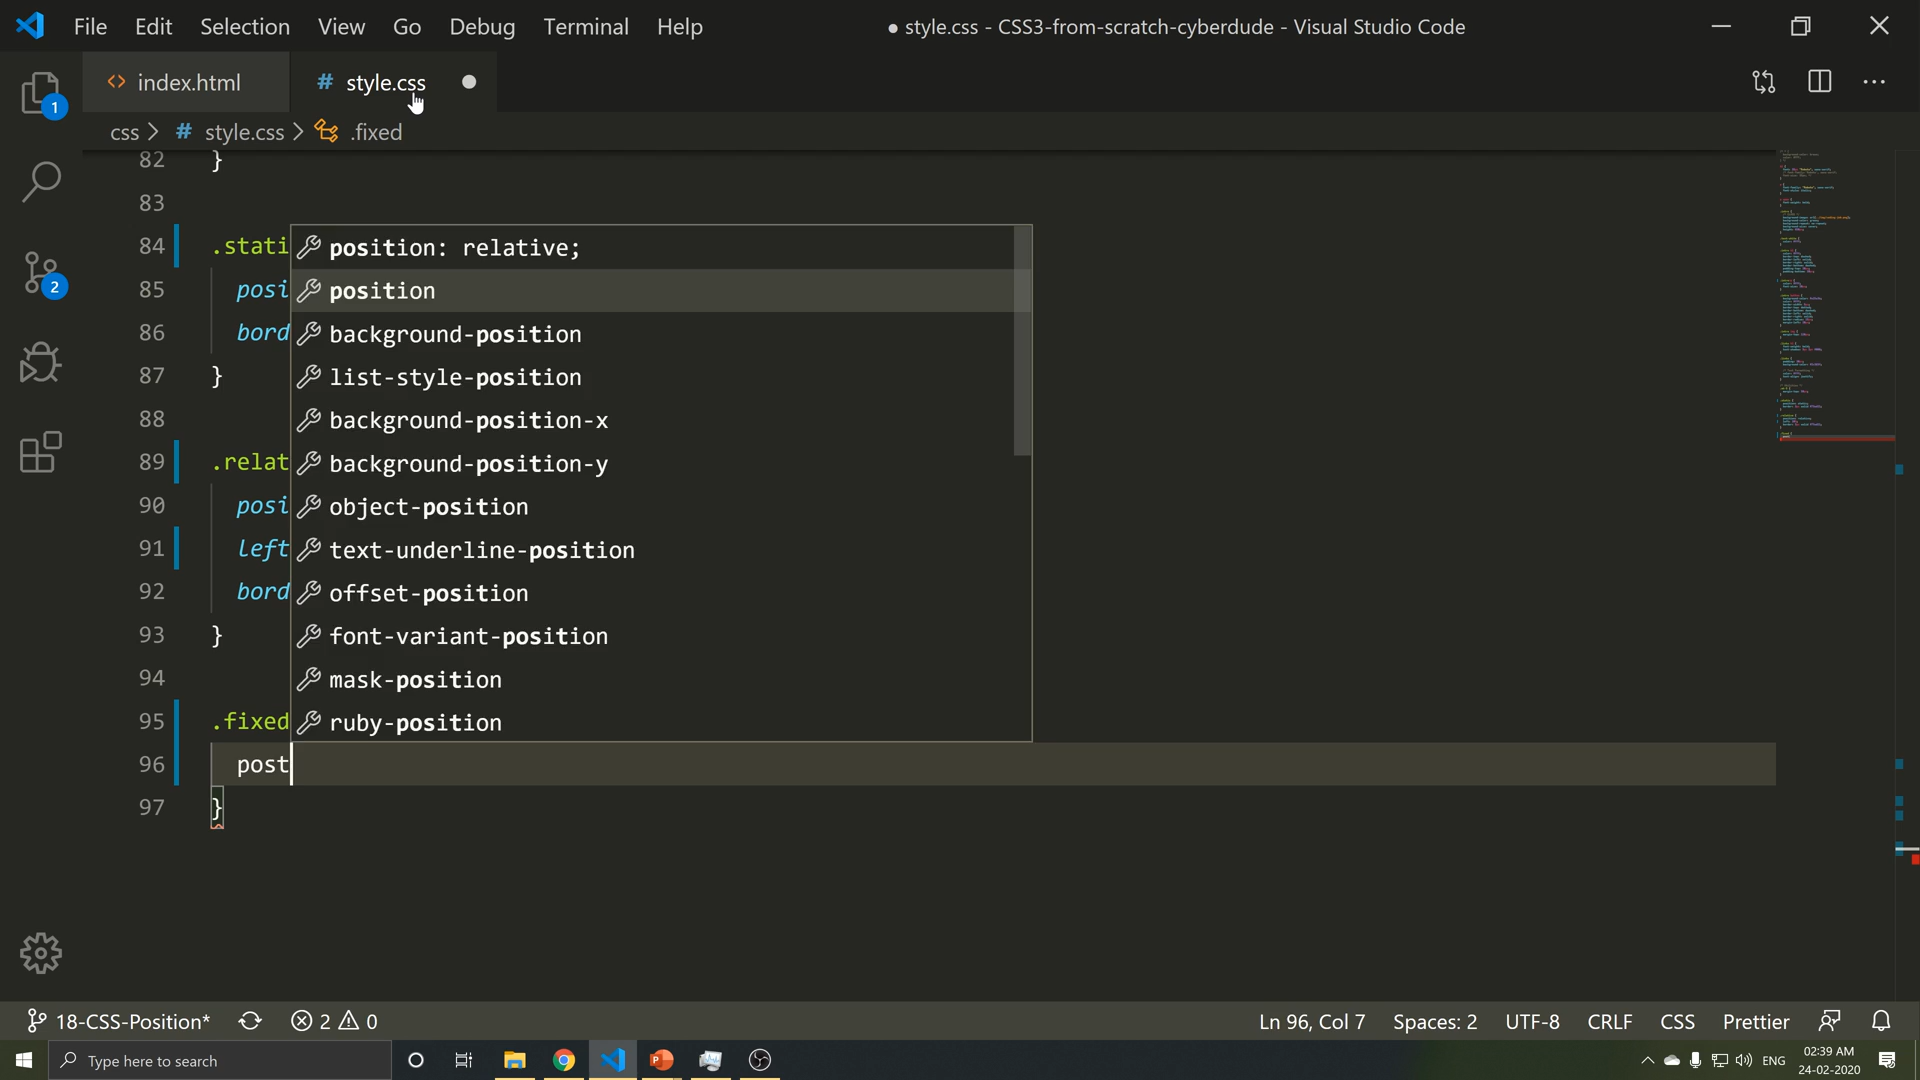 File Edit Selection View Go Debug Terminal Help ● style.css - CSS3-from-scratch-cyberdude - Visual Studio Code
index.html # style.css
css > # style.css > .fixed
82 }
83
84 .stati
85 posi
86 bord
87 }
88
89 .relat
90 posi
91 left
92 bord
93 }
94
95 .fixed
96 post
97 }
position: relative;
position
background-position
list-style-position
background-position-x
background-position-y
object-position
text-underline-position
offset-position
font-variant-position
mask-position
ruby-position
1
2
18-CSS-Position* 2 0 Ln 96, Col 7 Spaces: 2 UTF-8 CRLF CSS Prettier
Type here to search ENG 02:39 AM
24-02-2020